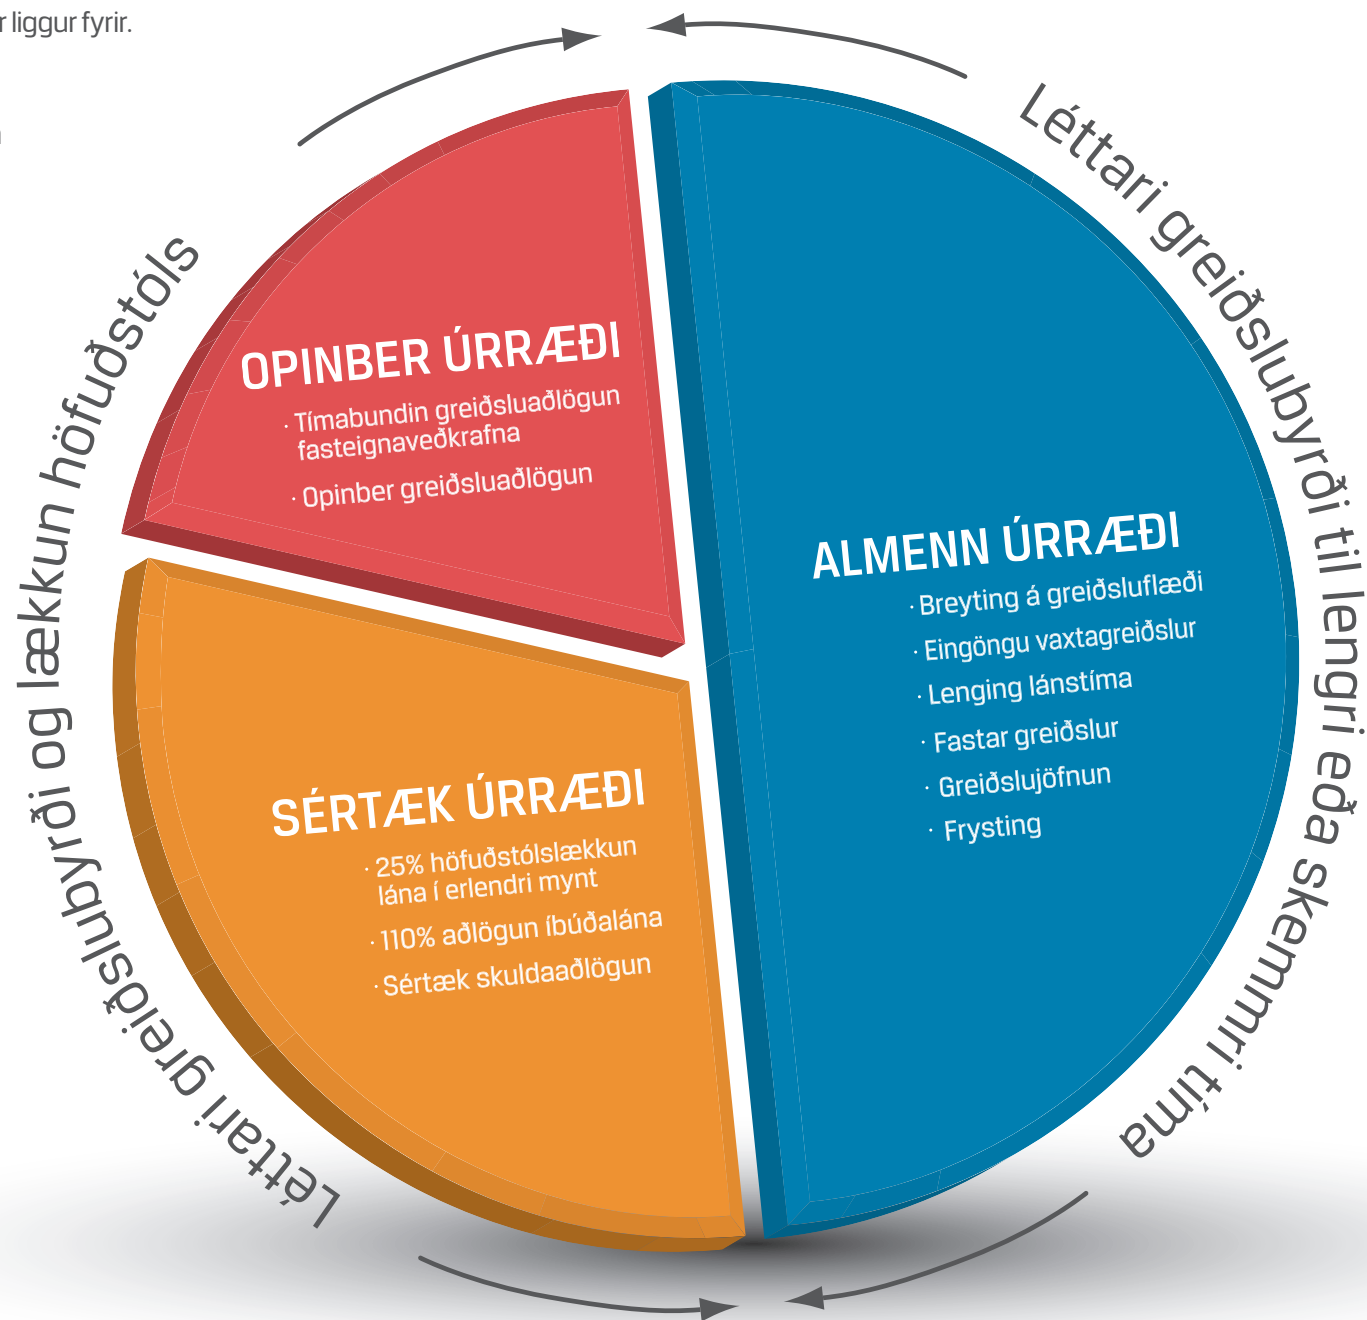 liggur fyrir.
Léttari greiðslubyrði og lækkun höfuðstóls
Léttari greiðslubyrði til lengri eða skemmri tíma
OPINBER ÚRRÆÐI
· Tímabundin greiðsluaðlögun
fasteignaveðkrafna
· Opinber greiðsluaðlögun
ALMENN ÚRRÆÐI
· Breyting á greiðsluflæði
· Eingöngu vaxtagreiðslur
· Lenging lánstíma
· Fastar greiðslur
· Greiðslujöfnun
· Frysting
SÉRTÆK ÚRRÆÐI
· 25% höfuðstólslækkun
lána í erlendri mynt
· 110% aðlögun íbúðalána
· Sértæk skuldaaðlögun